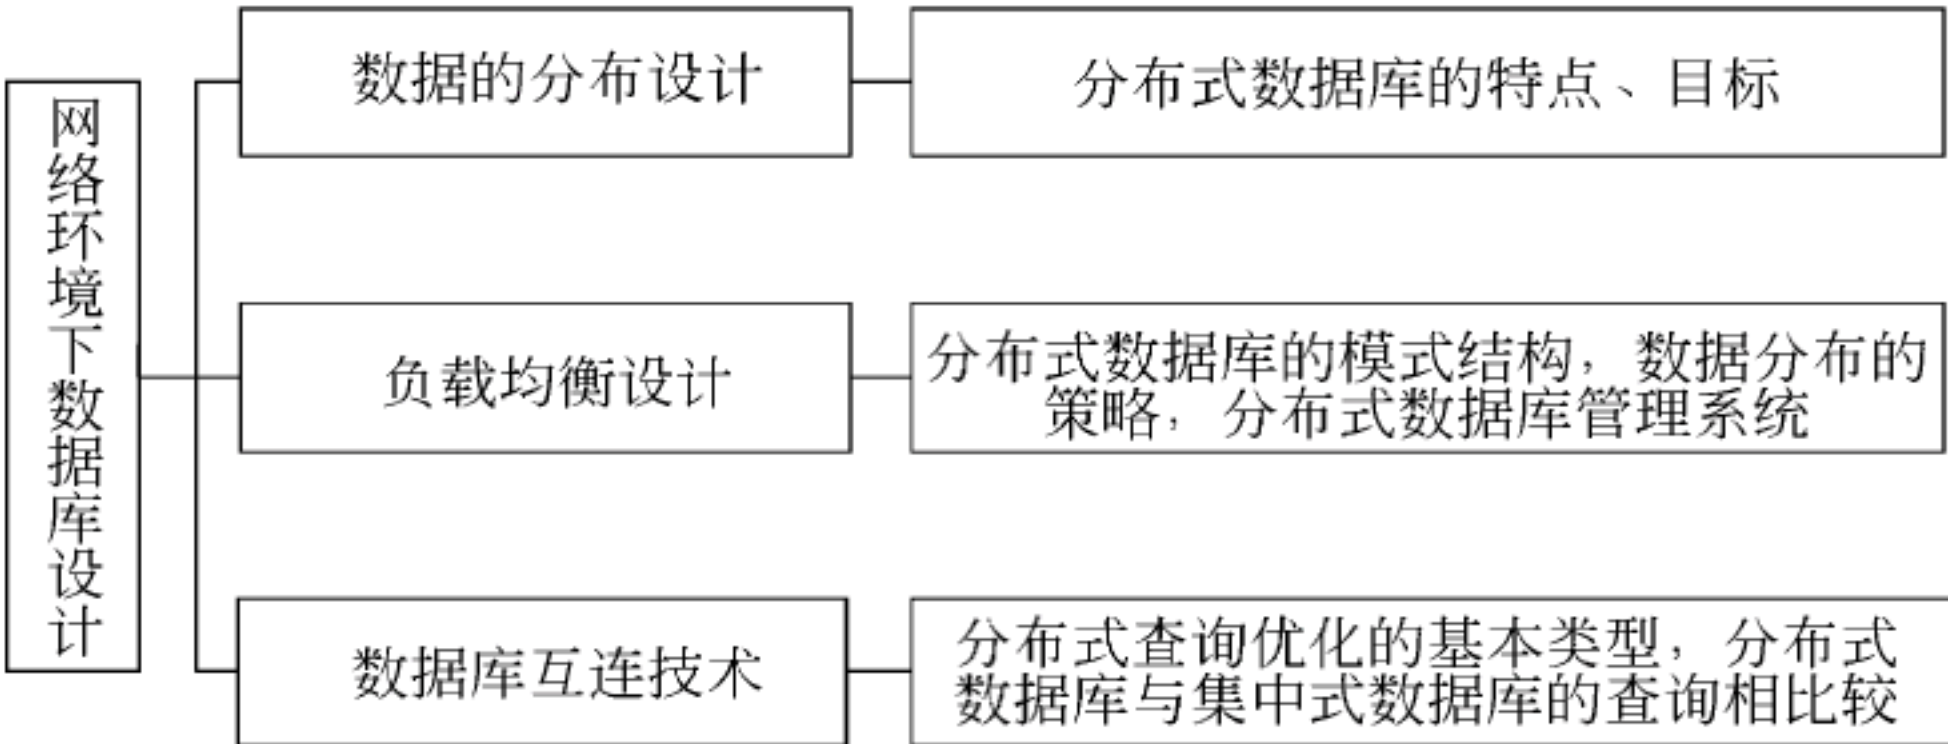 网络环境下数据库设计
数据的分布设计
分布式数据库的特点、目标
负载均衡设计
分布式数据库的模式结构，数据分布的
策略，分布式数据库管理系统
数据库互连技术
分布式查询优化的基本类型，分布式
数据库与集中式数据库的查询相比较